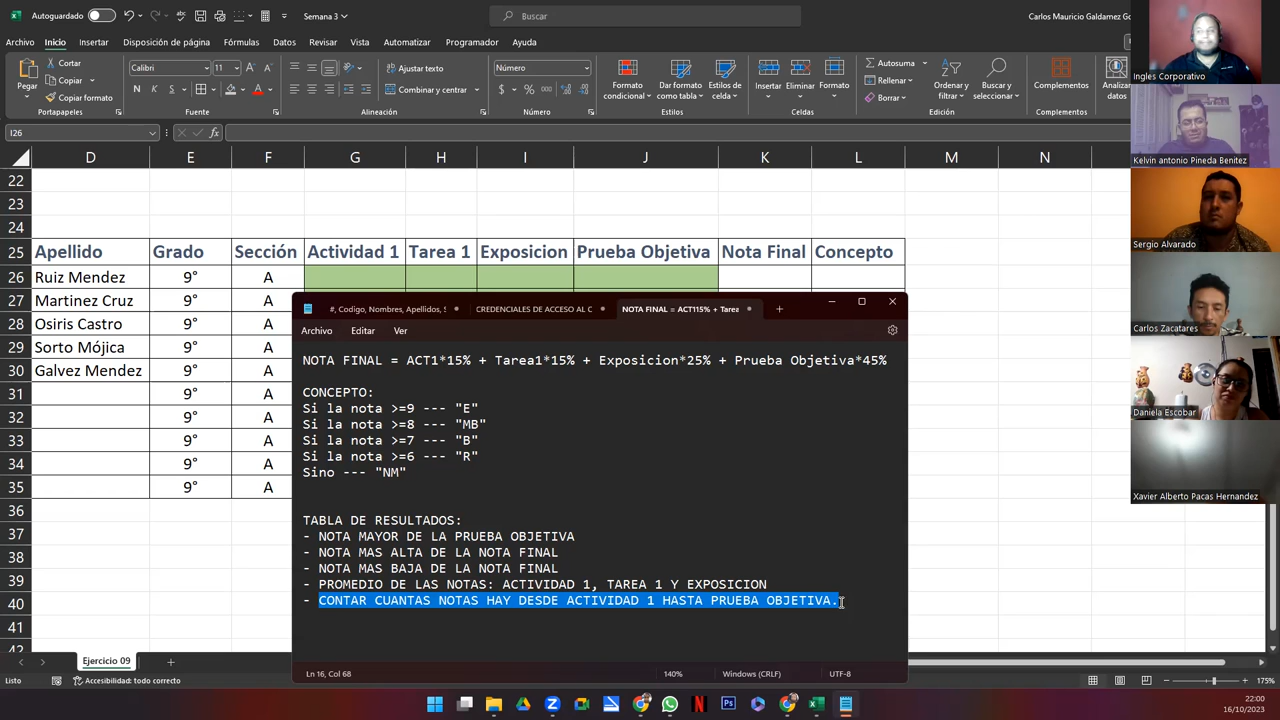 Autoguardado
Semana 3
Buscar
Carlos Mauricio Galdamez Go
Archivo Inicio Insertar Disposición de página Fórmulas Datos Revisar Vista Automatizar Programador Ayuda
Pegar
Cortar
Copiar
Copiar formato
Portapapeles
Calibri 11
N K S
Fuente
Ajustar texto
Combinar y centrar
Alineación
Número
$ % 000
Número
Formato condicional
Dar formato como tabla
Estilos de celda
Estilos
Insertar Eliminar Formato
Celdas
Autosuma
Rellenar
Borrar
Ordenar y filtrar
Buscar y seleccionar
Edición
Complementos
Complementos
Analizar datos
I26
fx
D E F G H I J K L M N
22
23
24
25 Apellido Grado Sección Actividad 1 Tarea 1 Exposicion Prueba Objetiva Nota Final Concepto
26 Ruiz Mendez 9° A
27 Martinez Cruz 9° A
28 Osiris Castro 9° A
29 Sorto Mójica 9° A
30 Galvez Mendez 9° A
31 9° A
32 9° A
33 9° A
34 9° A
35 9° A
36
37
38
39
40
41
42
#, Codigo, Nombres, Apellidos, S
CREDENCIALES DE ACCESO AL C
NOTA FINAL = ACT115% + Tarea
Archivo Editar Ver
NOTA FINAL = ACT1*15% + Tarea1*15% + Exposicion*25% + Prueba Objetiva*45%
CONCEPTO:
Si la nota >=9 --- "E"
Si la nota >=8 --- "MB"
Si la nota >=7 --- "B"
Si la nota >=6 --- "R"
Sino --- "NM"
TABLA DE RESULTADOS:
- NOTA MAYOR DE LA PRUEBA OBJETIVA
- NOTA MAS ALTA DE LA NOTA FINAL
- NOTA MAS BAJA DE LA NOTA FINAL
- PROMEDIO DE LAS NOTAS: ACTIVIDAD 1, TAREA 1 Y EXPOSICION
- CONTAR CUANTAS NOTAS HAY DESDE ACTIVIDAD 1 HASTA PRUEBA OBJETIVA.
Ln 16, Col 68
140%
Windows (CRLF)
UTF-8
Ejercicio 09
Listo
Accesibilidad: todo correcto
175%
22:00
16/10/2023
Ingles Corporativo
Kelvin antonio Pineda Benitez
Sergio Alvarado
Carlos Zacatares
Daniela Escobar
Xavier Alberto Pacas Hernandez